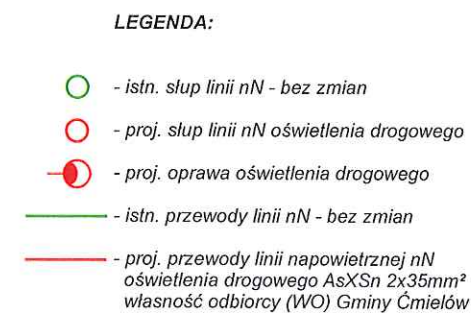 LEGENDA:
- istn. słup linii nN - bez zmian
- proj. słup linii nN oświetlenia drogowego
- proj. oprawa oświetlenia drogowego
- istn. przewody linii nN - bez zmian
- proj. przewody linii napowietrznej nN
oświetlenia drogowego AsXSn 2x35mm²
własność odbiorcy (WO) Gminy Ćmielów